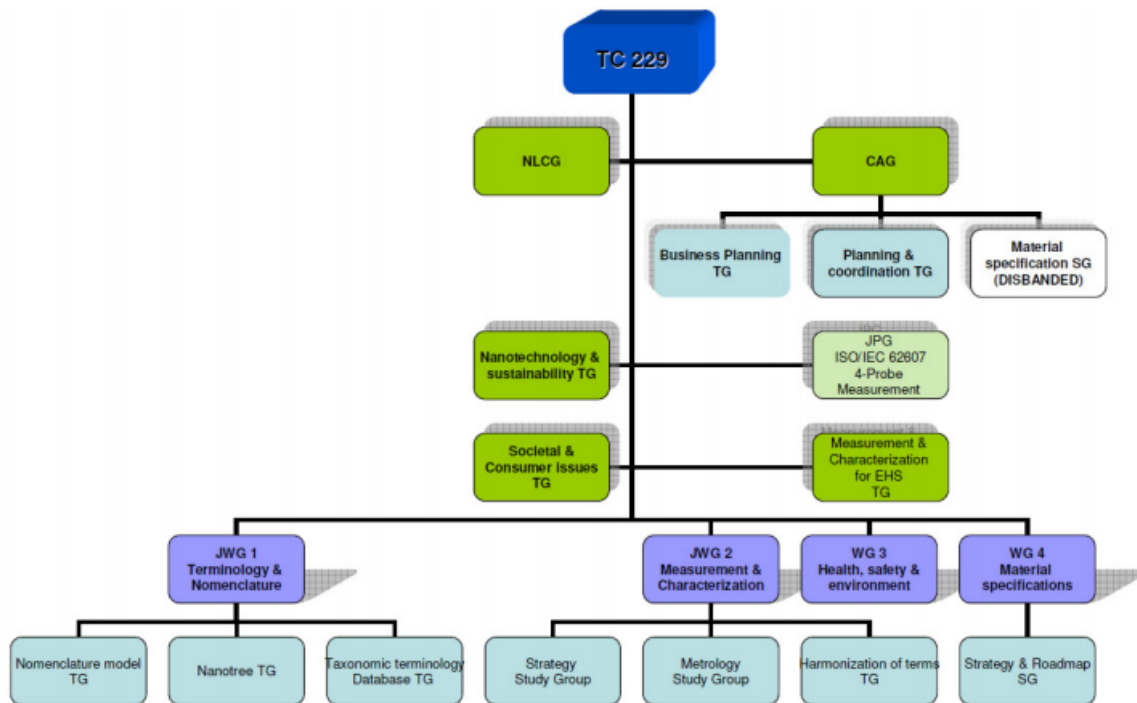 TC 229
NLCG
CAG
Business Planning
TG
Planning &
coordination TG
Material
specification SG
(DISBANDED)
Nanotechnology &
sustainability TG
JPG
ISO/IEC 62607
4-Probe
Measurement
Societal &
Consumer issues
TG
Measurement &
Characterization
for EHS
TG
JWG 1
Terminology &
Nomenclature
JWG 2
Measurement &
Characterization
WG 3
Health, safety &
environment
WG 4
Material
specifications
Nomenclature model
TG
Nanotree TG
Taxonomic terminology
Database TG
Strategy
Study Group
Metrology
Study Group
Harmonization of terms
TG
Strategy & Roadmap
SG